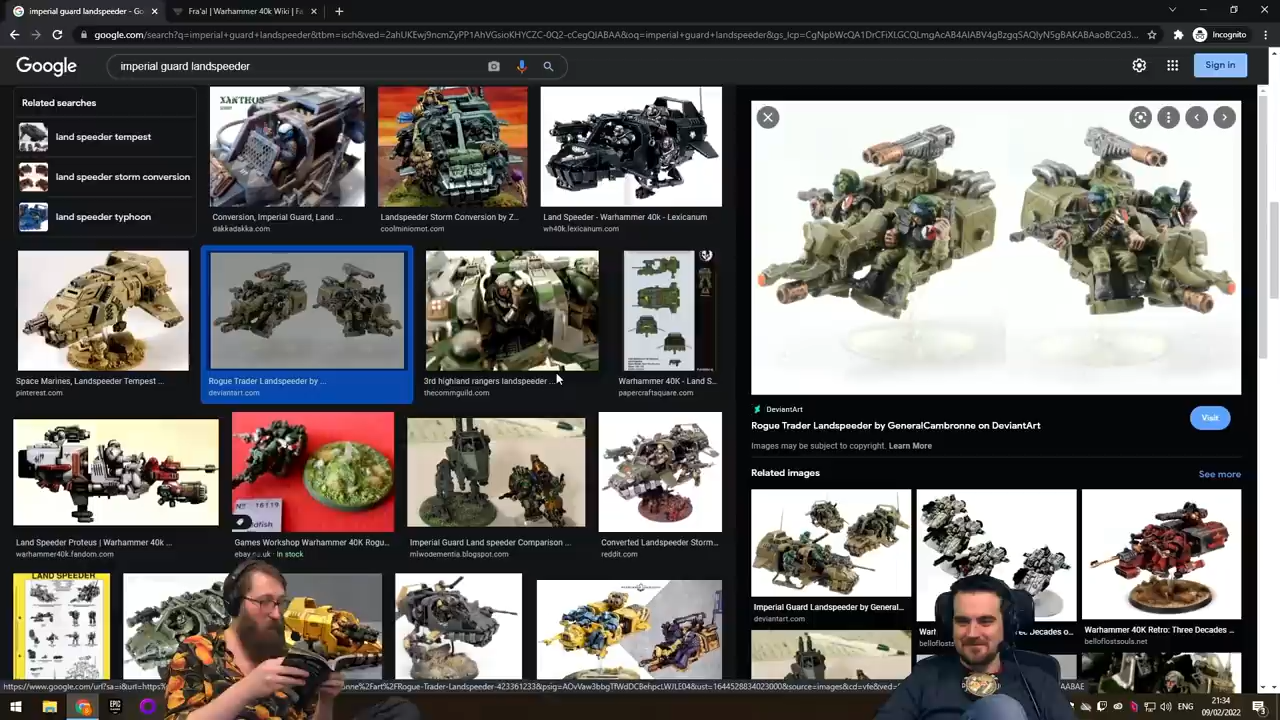 imperial guard landspeeder - Go
Fra'al | Warhammer 40k Wiki | Fa
google.com/search?q=imperial+guard+landspeeder&tbm=isch&ved=2ahUKEwj9ncmZyPP1AhVGsioKHYZC-0Q2-cCegQIABAA&oq=imperial+guard+landspeeder&gs_lcp=CgNpbWcQA1DrCFiXLGCQLmgAcAB4AIABV4gBzgqSAQIyN5gBAKABAaoBC2d3...
Incognito
Google
imperial guard landspeeder
Sign in
Related searches
land speeder tempest
land speeder storm conversion
land speeder typhoon
XANTHOS
Conversion, Imperial Guard, Land ...
dakkadakka.com
Landspeeder Storm Conversion by Z...
coolminiornot.com
Land Speeder - Warhammer 40k - Lexicanum
wh40k.lexicanum.com
Space Marines, Landspeeder Tempest ...
pinterest.com
Rogue Trader Landspeeder by ...
deviantart.com
3rd highland rangers landspeeder ...
thecommguild.com
Warhammer 40K - Land S...
papercraftsquare.com
DeviantArt
Visit
Rogue Trader Landspeeder by GeneralCambronne on DeviantArt
Images may be subject to copyright. Learn More
Related images
See more
Land Speeder Proteus | Warhammer 40k ...
warhammer40k.fandom.com
NO 16119
Games Workshop Warhammer 40K Rogu...
ebay.co.uk · In stock
Imperial Guard Land speeder Comparison ...
miwodementia.blogspot.com
Converted Landspeeder Storm...
reddit.com
Imperial Guard Landspeeder by General...
deviantart.com
Warhammer 40K Retro: Three Decades ...
belloflostsouls.net
LAND SPEEDER
ENG
21:34
09/02/2022